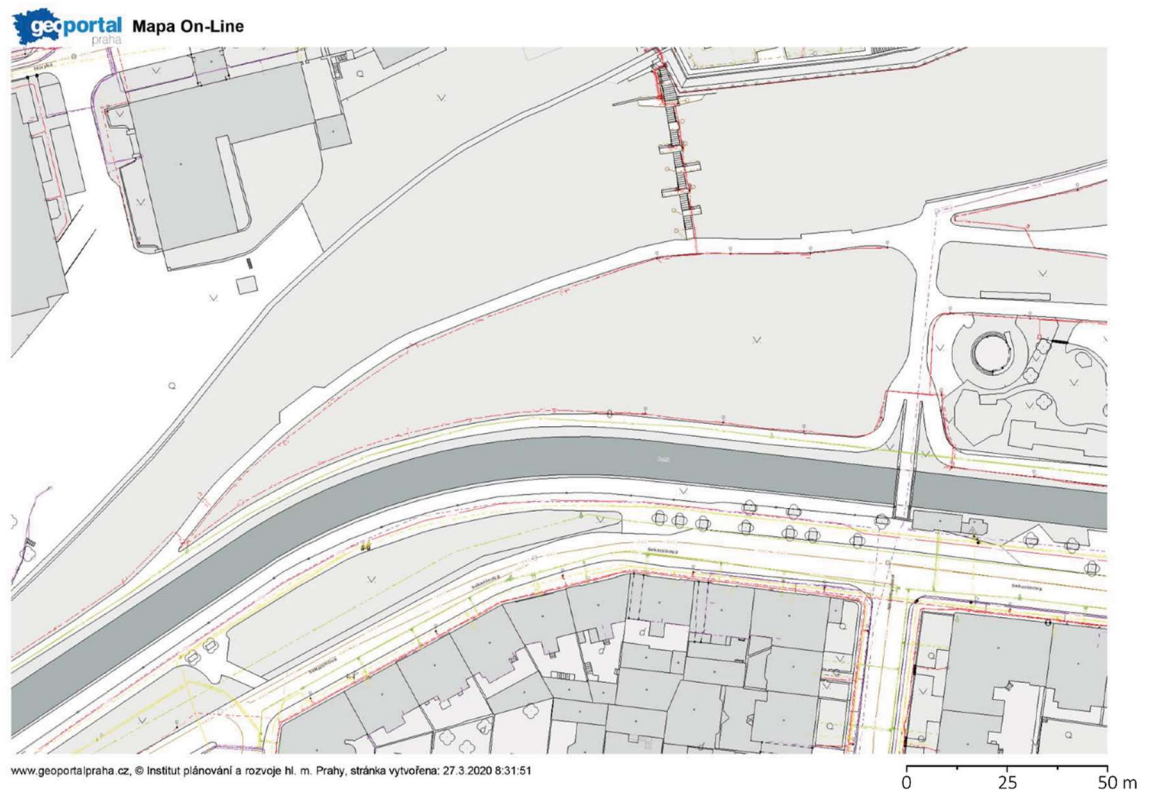 geoportal
praha
Mapa On-Line
www.geoportalpraha.cz, © Institut plánování a rozvoje hl. m. Prahy, stránka vytvořena: 27.3.2020 8:31:51
0 25 50 m